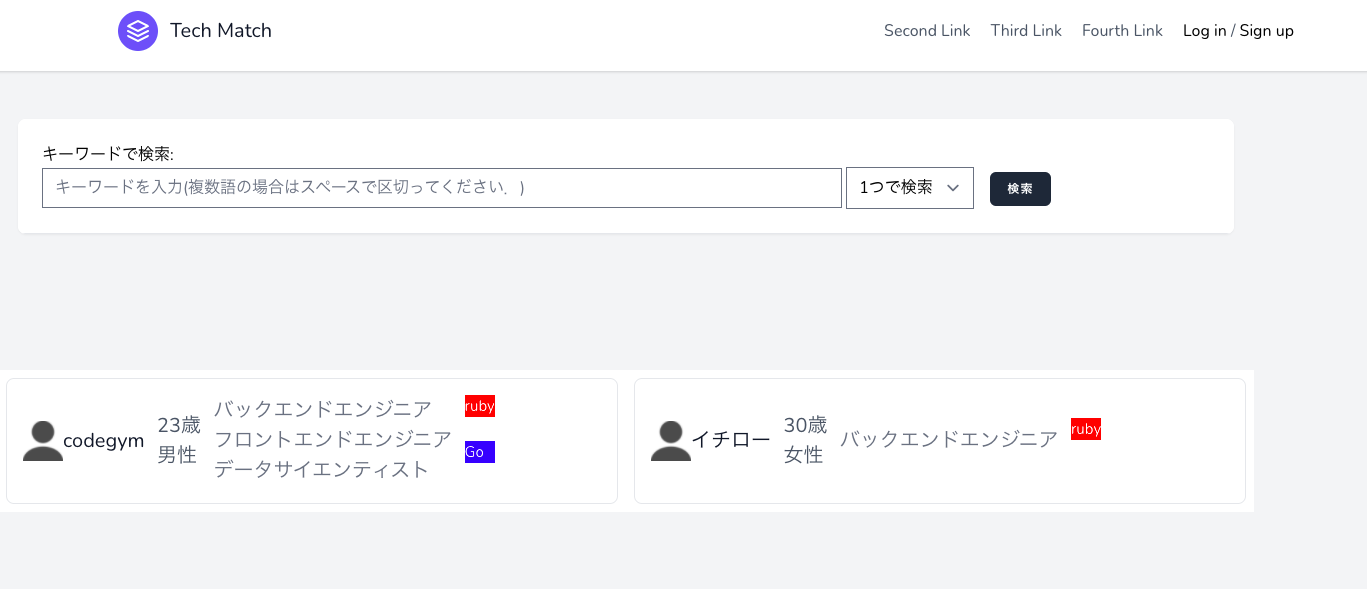 Tech Match
Second Link Third Link Fourth Link Log in / Sign up
キーワードで検索:
キーワードを入力(複数語の場合はスペースで区切ってください．)
1つで検索
検索
codegym
23歳
男性
バックエンドエンジニア
フロントエンドエンジニア
データサイエンティスト
ruby
Go
イチロー
30歳
女性
バックエンドエンジニア
ruby